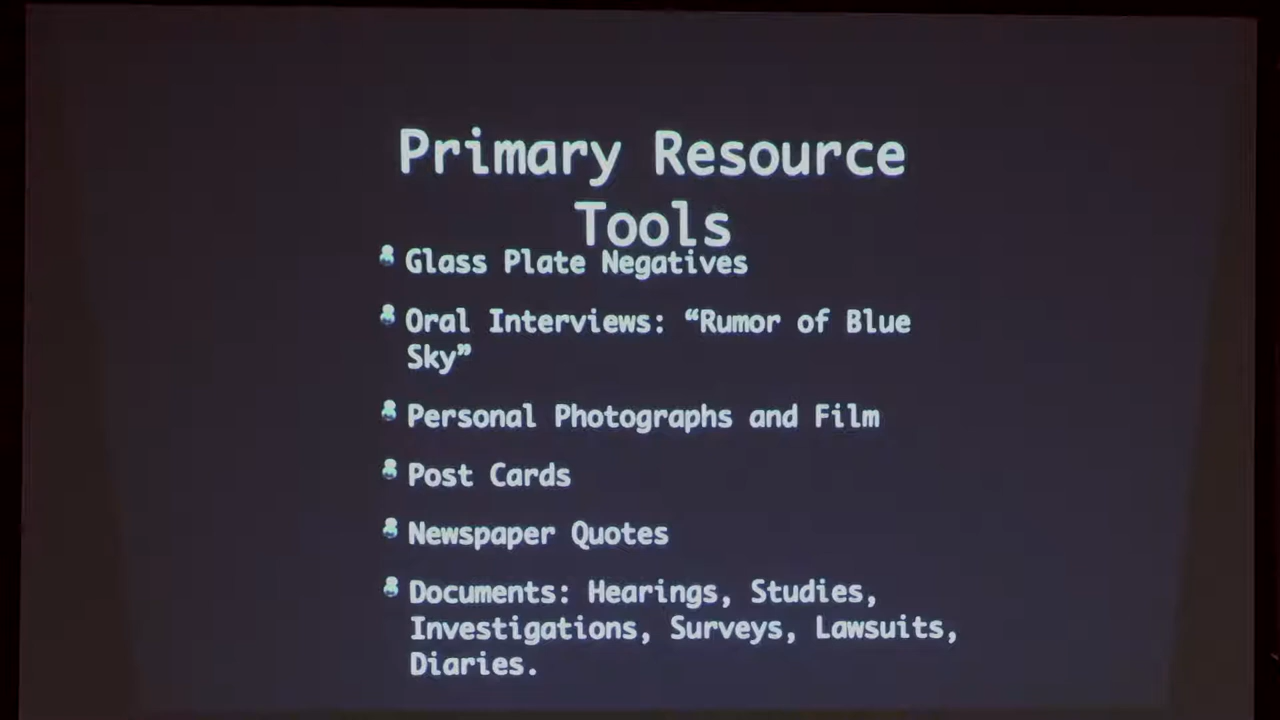 Primary Resource
Tools
Glass Plate Negatives
Oral Interviews: “Rumor of Blue
Sky”
Personal Photographs and Film
Post Cards
Newspaper Quotes
Documents: Hearings, Studies,
Investigations, Surveys, Lawsuits,
Diaries.